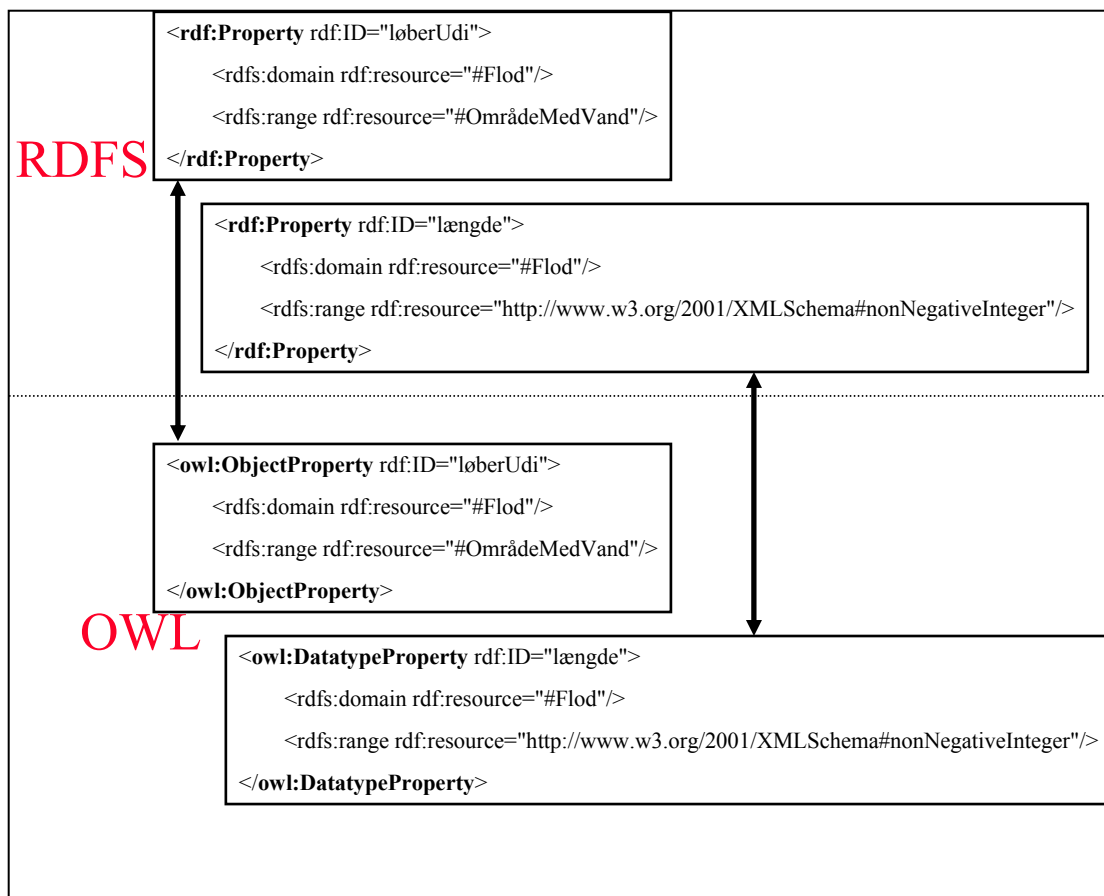 <rdf:Property rdf:ID="løberUdi">
<rdfs:domain rdf:resource="#Flod"/>
<rdfs:range rdf:resource="#OmrådeMedVand"/>
</rdf:Property>
RDFS
<rdf:Property rdf:ID="længde">
<rdfs:domain rdf:resource="#Flod"/>
<rdfs:range rdf:resource="http://www.w3.org/2001/XMLSchema#nonNegativeInteger"/>
</rdf:Property>
<owl:ObjectProperty rdf:ID="løberUdi">
<rdfs:domain rdf:resource="#Flod"/>
<rdfs:range rdf:resource="#OmrådeMedVand"/>
</owl:ObjectProperty>
OWL
<owl:DatatypeProperty rdf:ID="længde">
<rdfs:domain rdf:resource="#Flod"/>
<rdfs:range rdf:resource="http://www.w3.org/2001/XMLSchema#nonNegativeInteger"/>
</owl:DatatypeProperty>